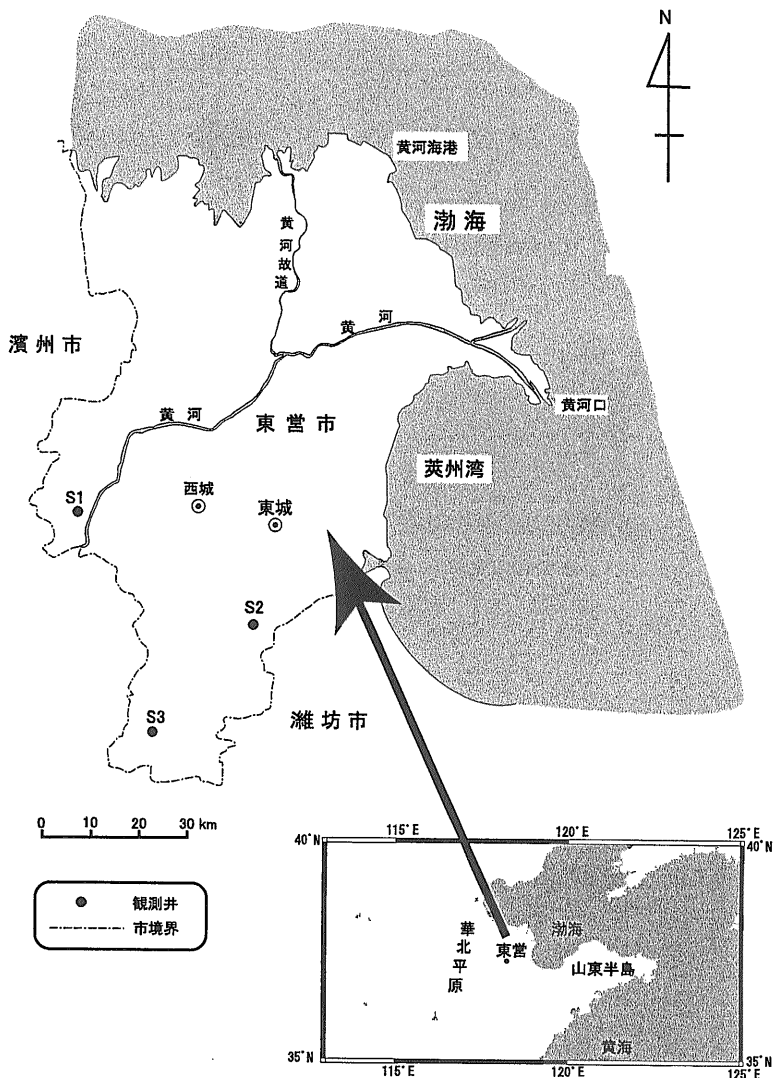 N
黄河海港
渤海
黄河故道
黄河
濱州市
黄河口
黄河
東営市
莱州湾
西城
東城
S1
S2
濰坊市
S3
0 10 20 30 km
観測井
市境界
115°E 120°E 125°E
40°N 40°N
渤海
華北平原
東営
山東半島
黄海
35°N 35°N
115°E 120°E 125°E